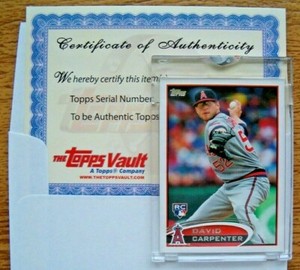 Certificate of Authenticity
We hereby certify this item
Topps Serial Number
To be Authentic Topps
THE Topps Vault
A Topps Company
WWW.THETOPPSVAULT.COM
Topps
RC
A
DAVID
CARPENTER